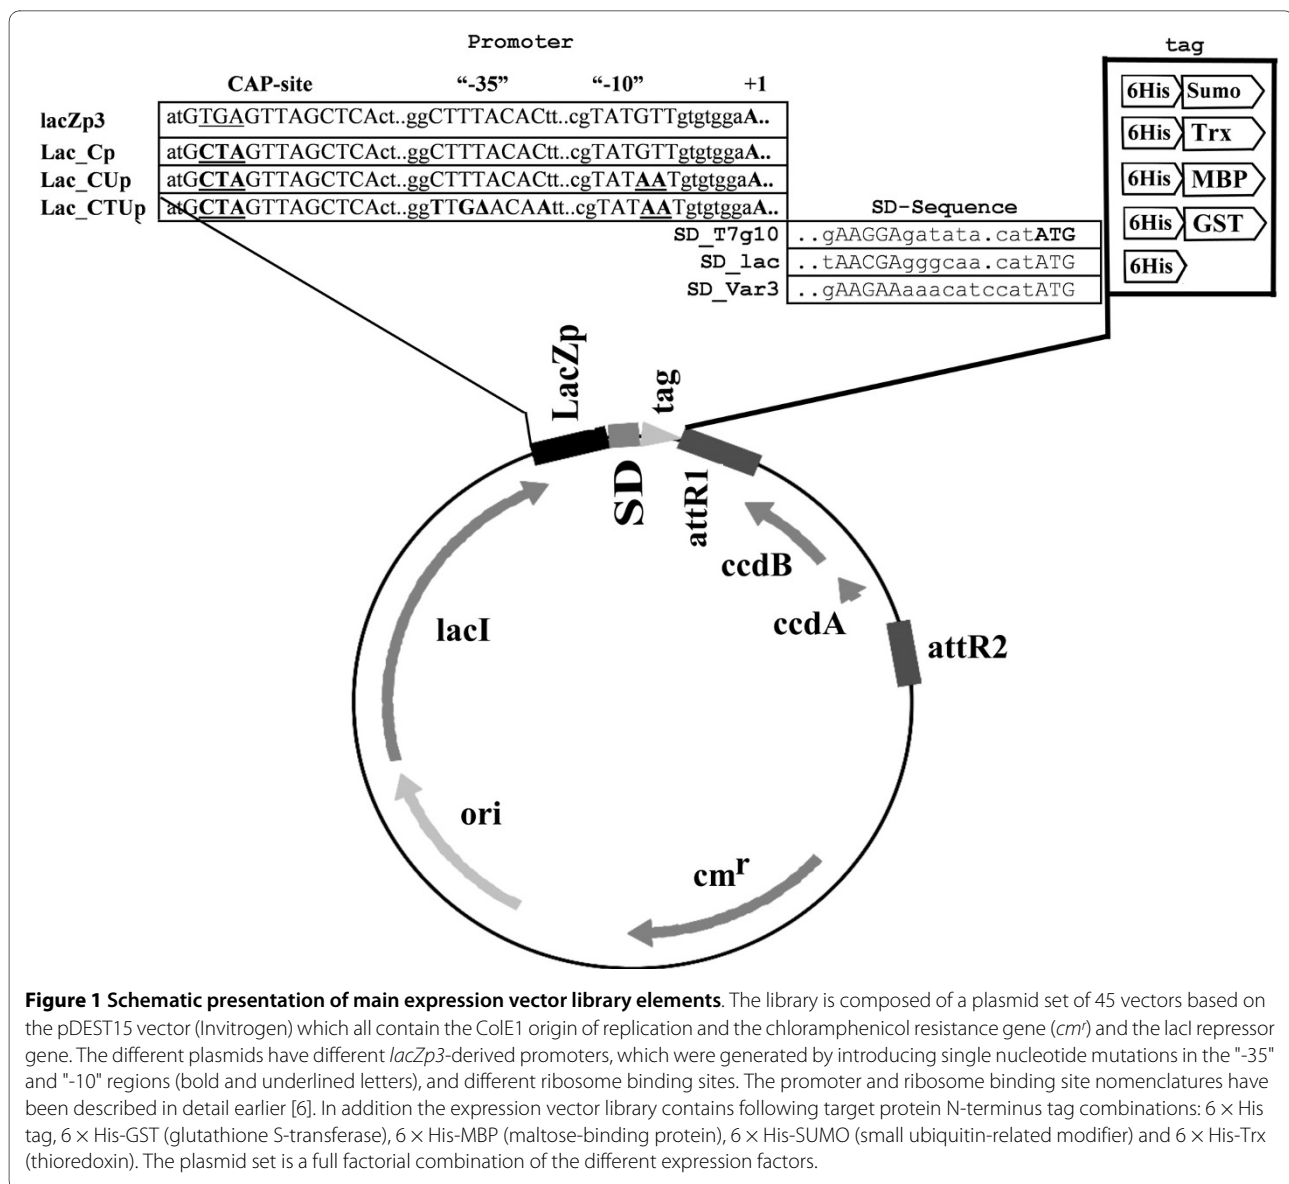 Promoter
tag
CAP-site "-35" "-10" +1
lacZp3 atGTGAGTTAGCTCAct..ggCTTTACACtt..cgTATGTTgtgtggaA..
Lac_Cp atGCTAGTTAGCTCAct..ggCTTTACACtt..cgTATGTTgtgtggaA..
Lac_CUp atGCTAGTTAGCTCAct..ggCTTTACACtt..cgTATAATgtgtggaA..
Lac_CTUp atGCTAGTTAGCTCAct..ggTTGΔACAAtt..cgTATAATgtgtggaA..
SD-Sequence
SD_T7g10 ..gAAGGAgatata.catATG
SD_lac ..tAACGAgggcaa.catATG
SD_Var3 ..gAAGAAaaacatccatATG
6His Sumo
6His Trx
6His MBP
6His GST
6His
LacZp
SD
tag
attR1
ccdB
ccdA
attR2
lacI
ori
cmʳ
Figure 1 Schematic presentation of main expression vector library elements. The library is composed of a plasmid set of 45 vectors based on
the pDEST15 vector (Invitrogen) which all contain the ColE1 origin of replication and the chloramphenicol resistance gene (cmʳ) and the lacI repressor
gene. The different plasmids have different lacZp3-derived promoters, which were generated by introducing single nucleotide mutations in the "-35"
and "-10" regions (bold and underlined letters), and different ribosome binding sites. The promoter and ribosome binding site nomenclatures have
been described in detail earlier [6]. In addition the expression vector library contains following target protein N-terminus tag combinations: 6 × His
tag, 6 × His-GST (glutathione S-transferase), 6 × His-MBP (maltose-binding protein), 6 × His-SUMO (small ubiquitin-related modifier) and 6 × His-Trx
(thioredoxin). The plasmid set is a full factorial combination of the different expression factors.